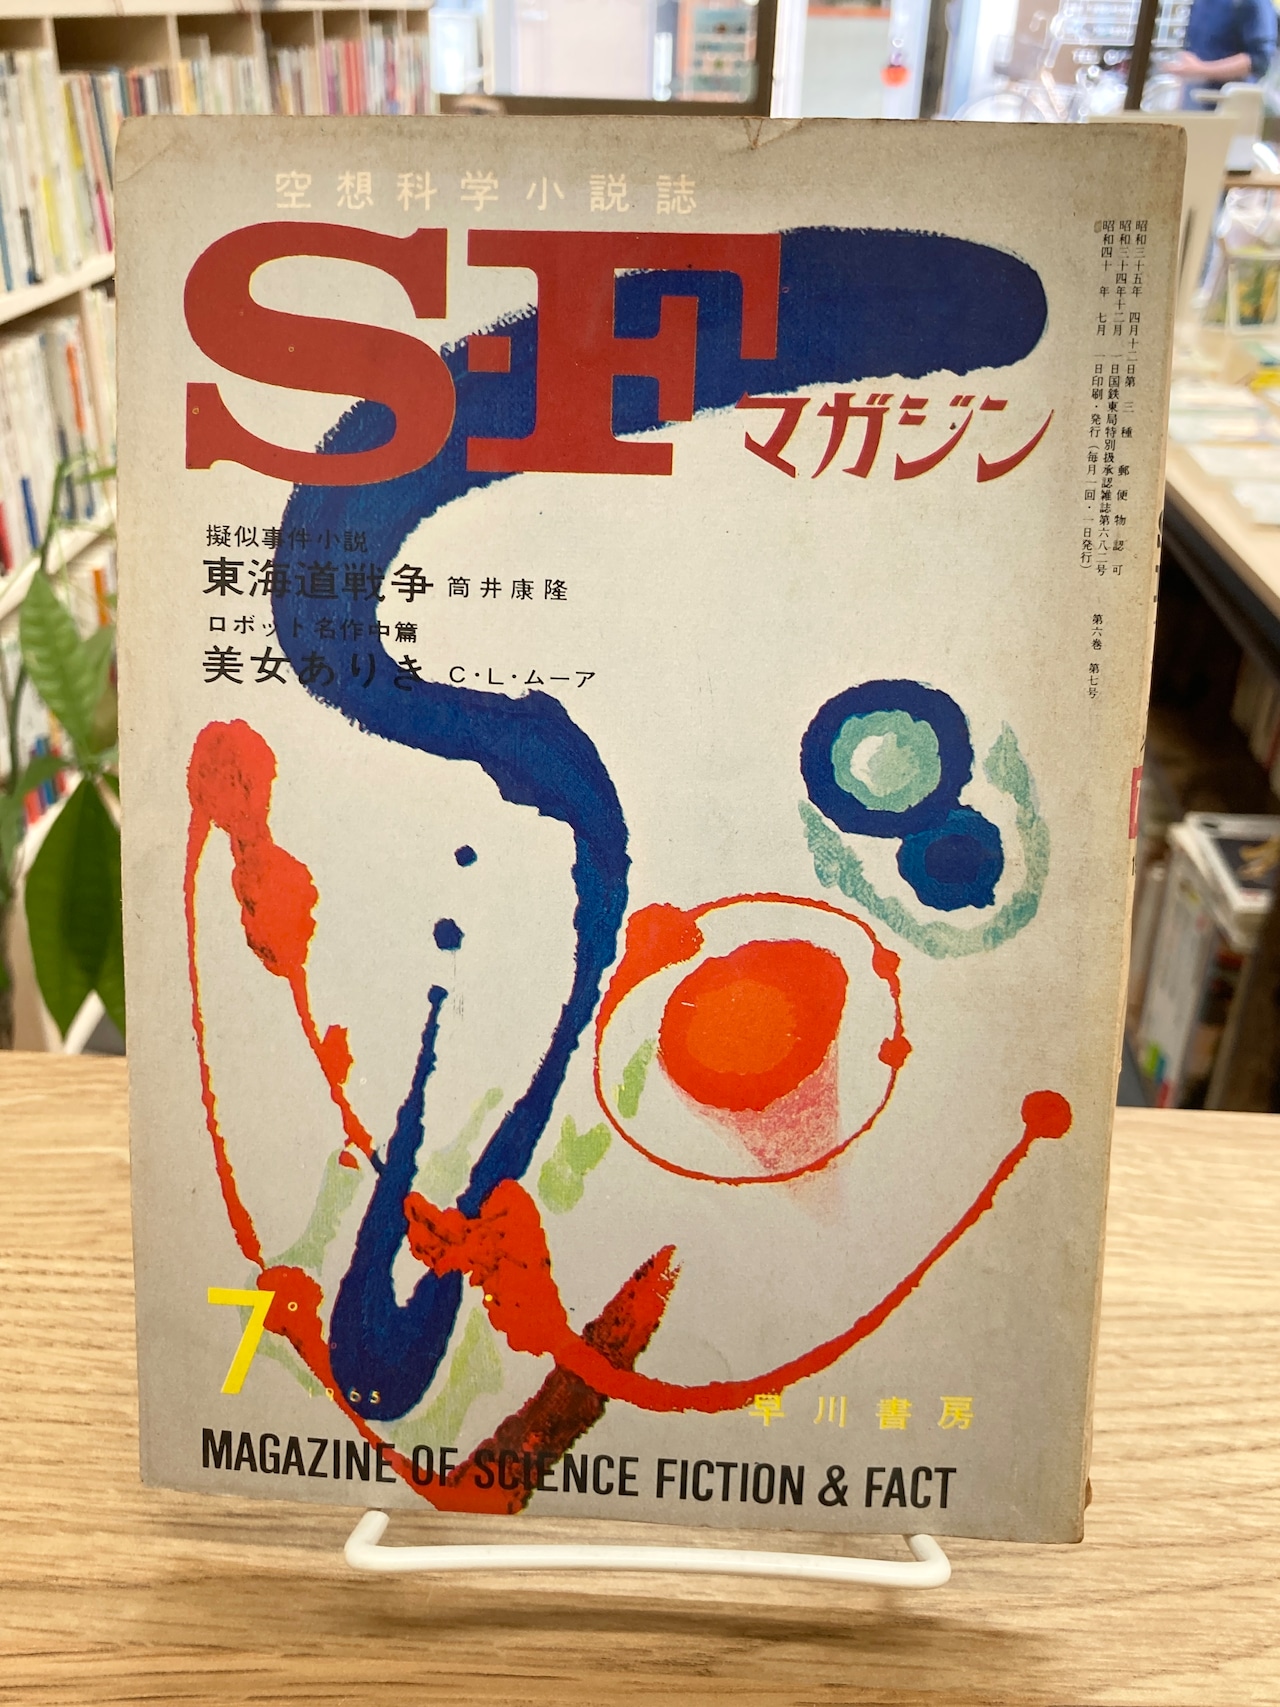 空想科学小説誌
S・F
マガジン
擬似事件小説
東海道戦争 筒井康隆
ロボット名作中篇
美女ありき C・L・ムーア
昭和三十五年 四月十二日第三種郵便物認可
昭和三十四年十二月一日国鉄東局特別扱承認雑誌第六八二号
昭和四十年七月一日印刷・発行(毎月一回・一日発行)
第六巻 第七号
7
1965
早川書房
MAGAZINE OF SCIENCE FICTION & FACT